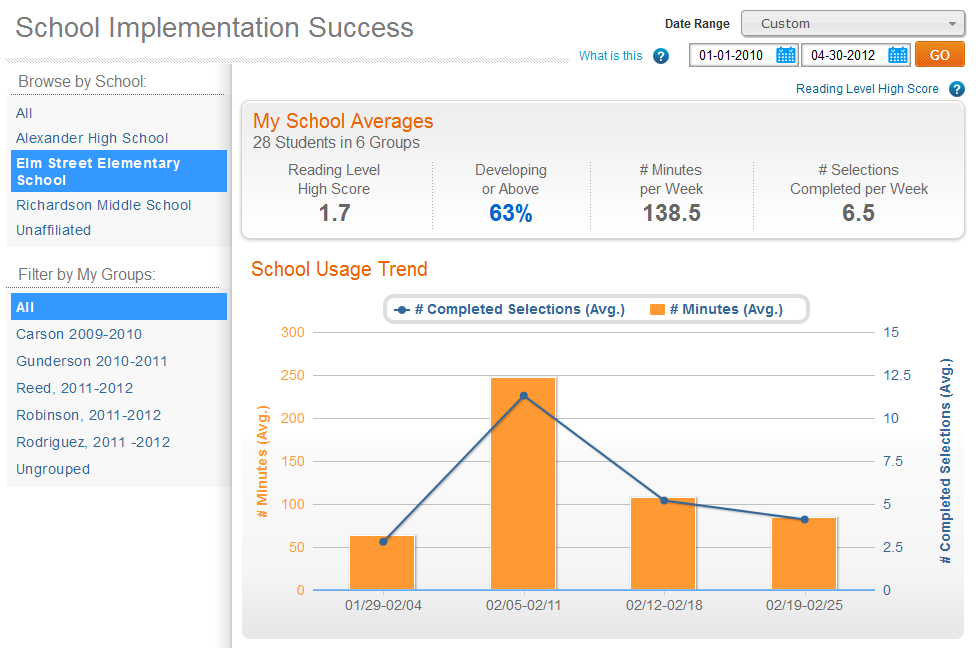 School Implementation Success
Date Range
Custom
What is this ?
01-01-2010
04-30-2012
GO
Reading Level High Score ?
Browse by School:
All
Alexander High School
Elm Street Elementary
School
Richardson Middle School
Unaffiliated
Filter by My Groups:
All
Carson 2009-2010
Gunderson 2010-2011
Reed, 2011-2012
Robinson, 2011-2012
Rodriguez, 2011 -2012
Ungrouped
My School Averages
28 Students in 6 Groups
Reading Level
High Score
1.7
Developing
or Above
63%
# Minutes
per Week
138.5
# Selections
Completed per Week
6.5
School Usage Trend
# Completed Selections (Avg.)
# Minutes (Avg.)
# Minutes (Avg.)
300
250
200
150
100
50
0
15
12.5
10
7.5
5
2.5
0
# Completed Selections (Avg.)
01/29-02/04
02/05-02/11
02/12-02/18
02/19-02/25